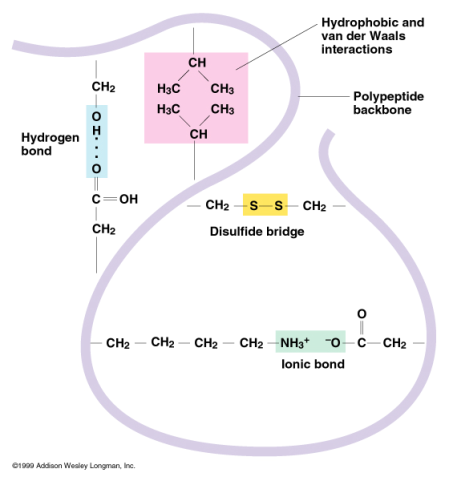 Hydrophobic and
van der Waals
interactions
CH
H₃C CH₃
H₃C CH₃
CH
Polypeptide
backbone
CH₂
O
H
O
Hydrogen
bond
C=OH
CH₂
— CH₂ — S — S — CH₂ —
Disulfide bridge
O
— CH₂ — CH₂ — CH₂ — CH₂ — NH₃⁺ ⁻O — C — CH₂ —
Ionic bond
©1999 Addison Wesley Longman, Inc.